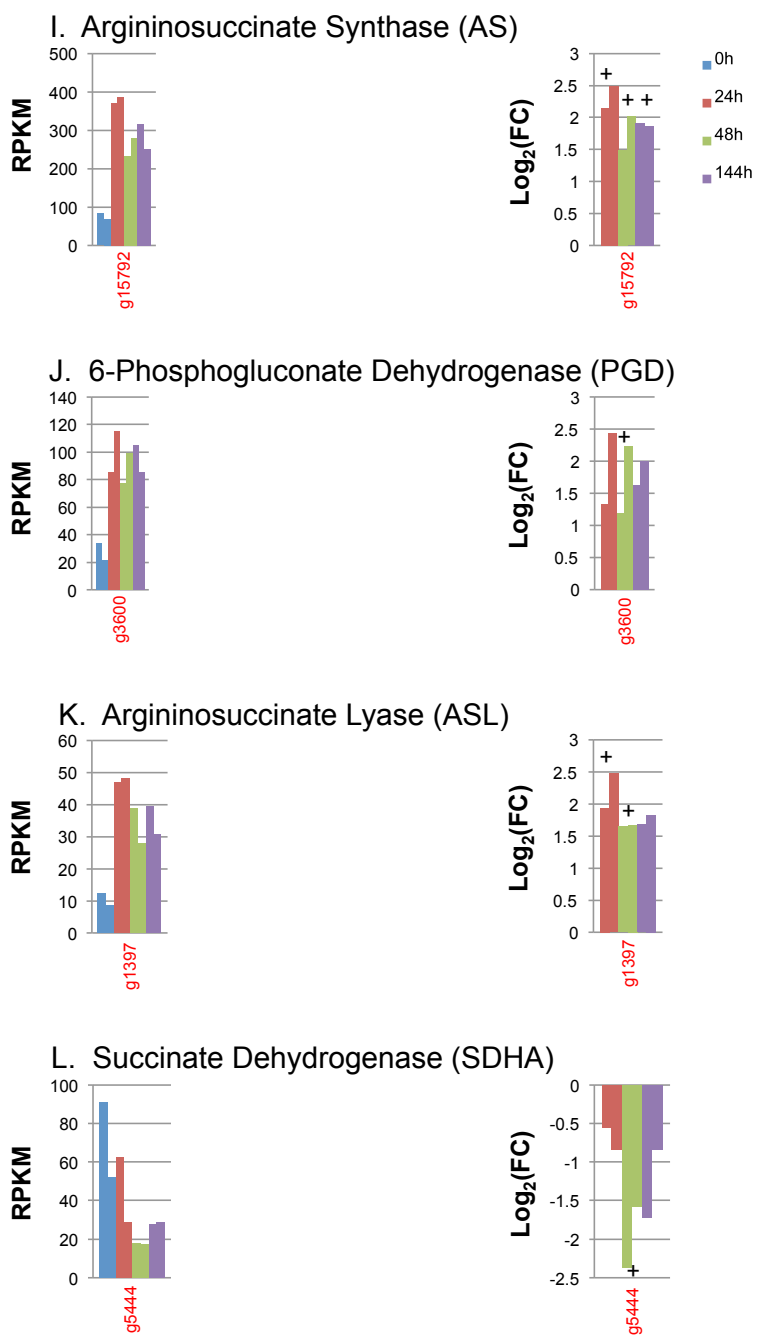 I. Argininosuccinate Synthase (AS)
500
400
300
200
100
0
RPKM
g15792
3
2.5
2
1.5
1
0.5
0
Log2(FC)
+
+ +
g15792
0h
24h
48h
144h
J. 6-Phosphogluconate Dehydrogenase (PGD)
140
120
100
80
60
40
20
0
RPKM
g3600
3
2.5
2
1.5
1
0.5
0
Log2(FC)
+
g3600
K. Argininosuccinate Lyase (ASL)
60
50
40
30
20
10
0
RPKM
g1397
3
2.5
2
1.5
1
0.5
0
Log2(FC)
+
+
g1397
L. Succinate Dehydrogenase (SDHA)
100
80
60
40
20
0
RPKM
g5444
0
-0.5
-1
-1.5
-2
-2.5
Log2(FC)
+
g5444